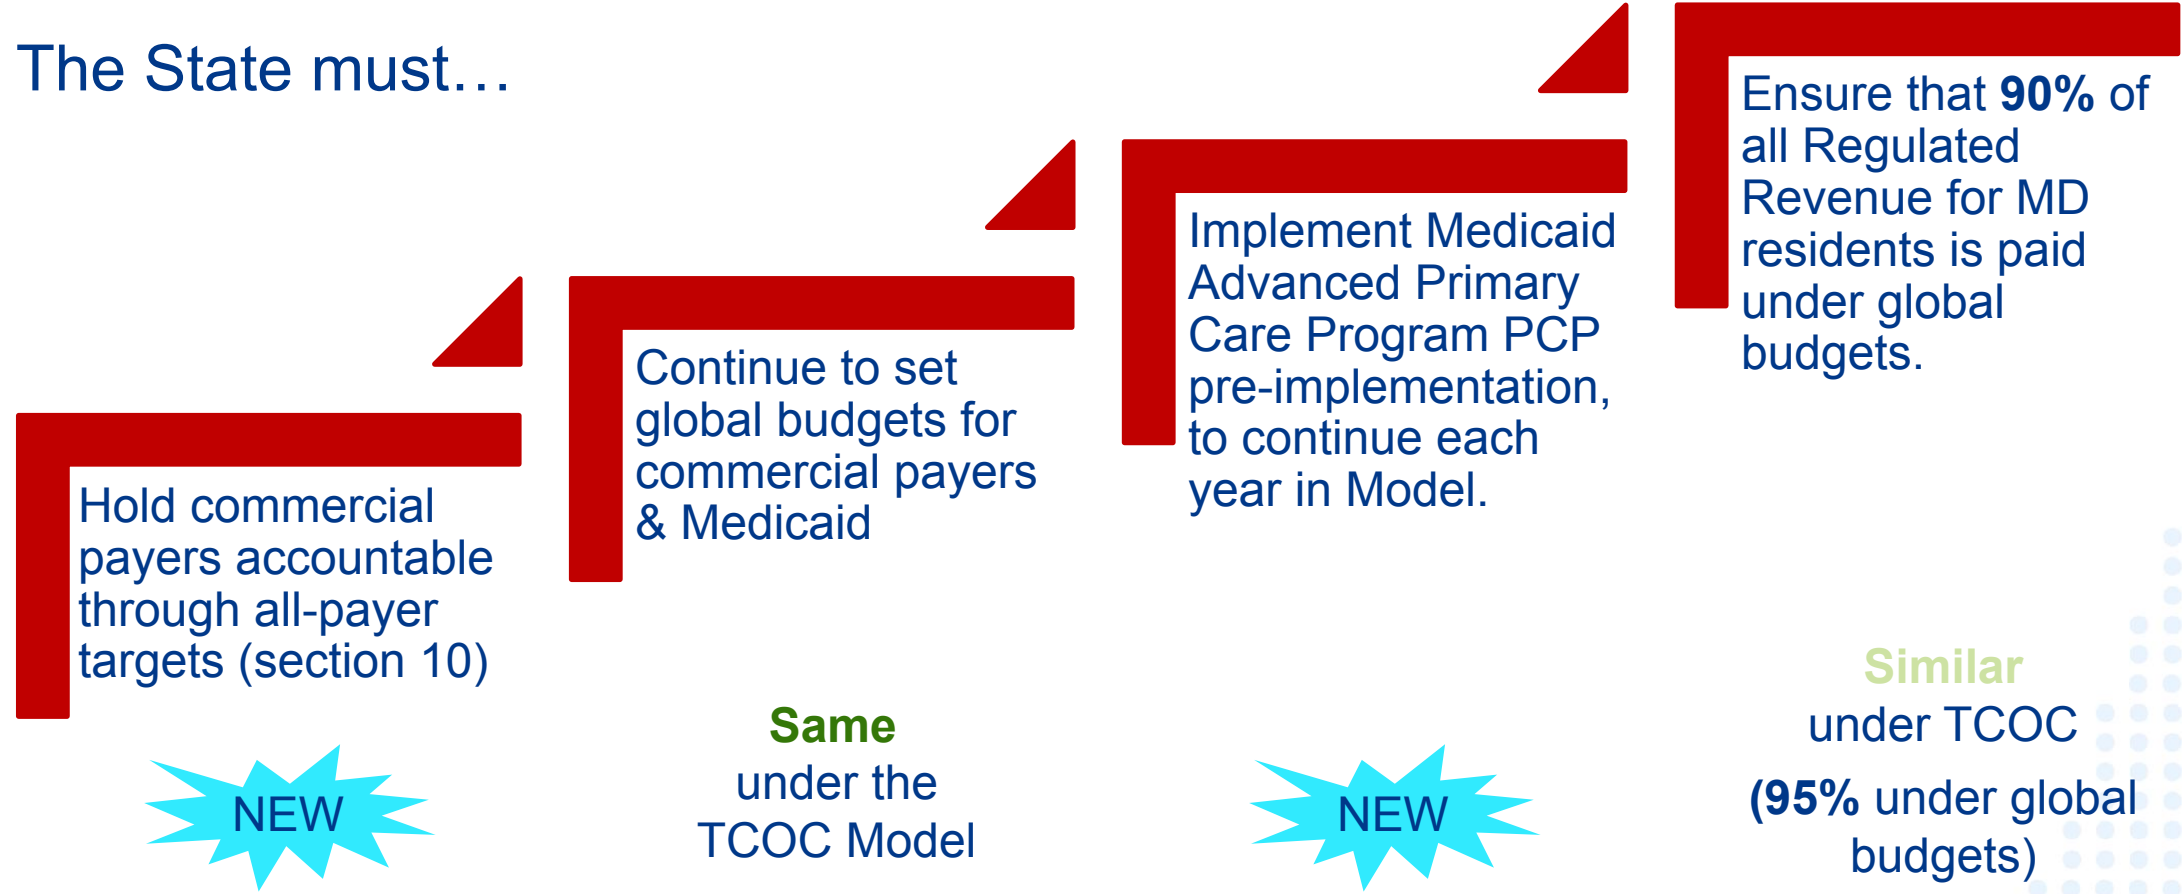 The State must…
Hold commercial
payers accountable
through all-payer
targets (section 10)
NEW
Continue to set
global budgets for
commercial payers
& Medicaid
Same
under the
TCOC Model
Implement Medicaid
Advanced Primary
Care Program PCP
pre-implementation,
to continue each
year in Model.
NEW
Ensure that 90% of
all Regulated
Revenue for MD
residents is paid
under global
budgets.
Similar
under TCOC
(95% under global
budgets)